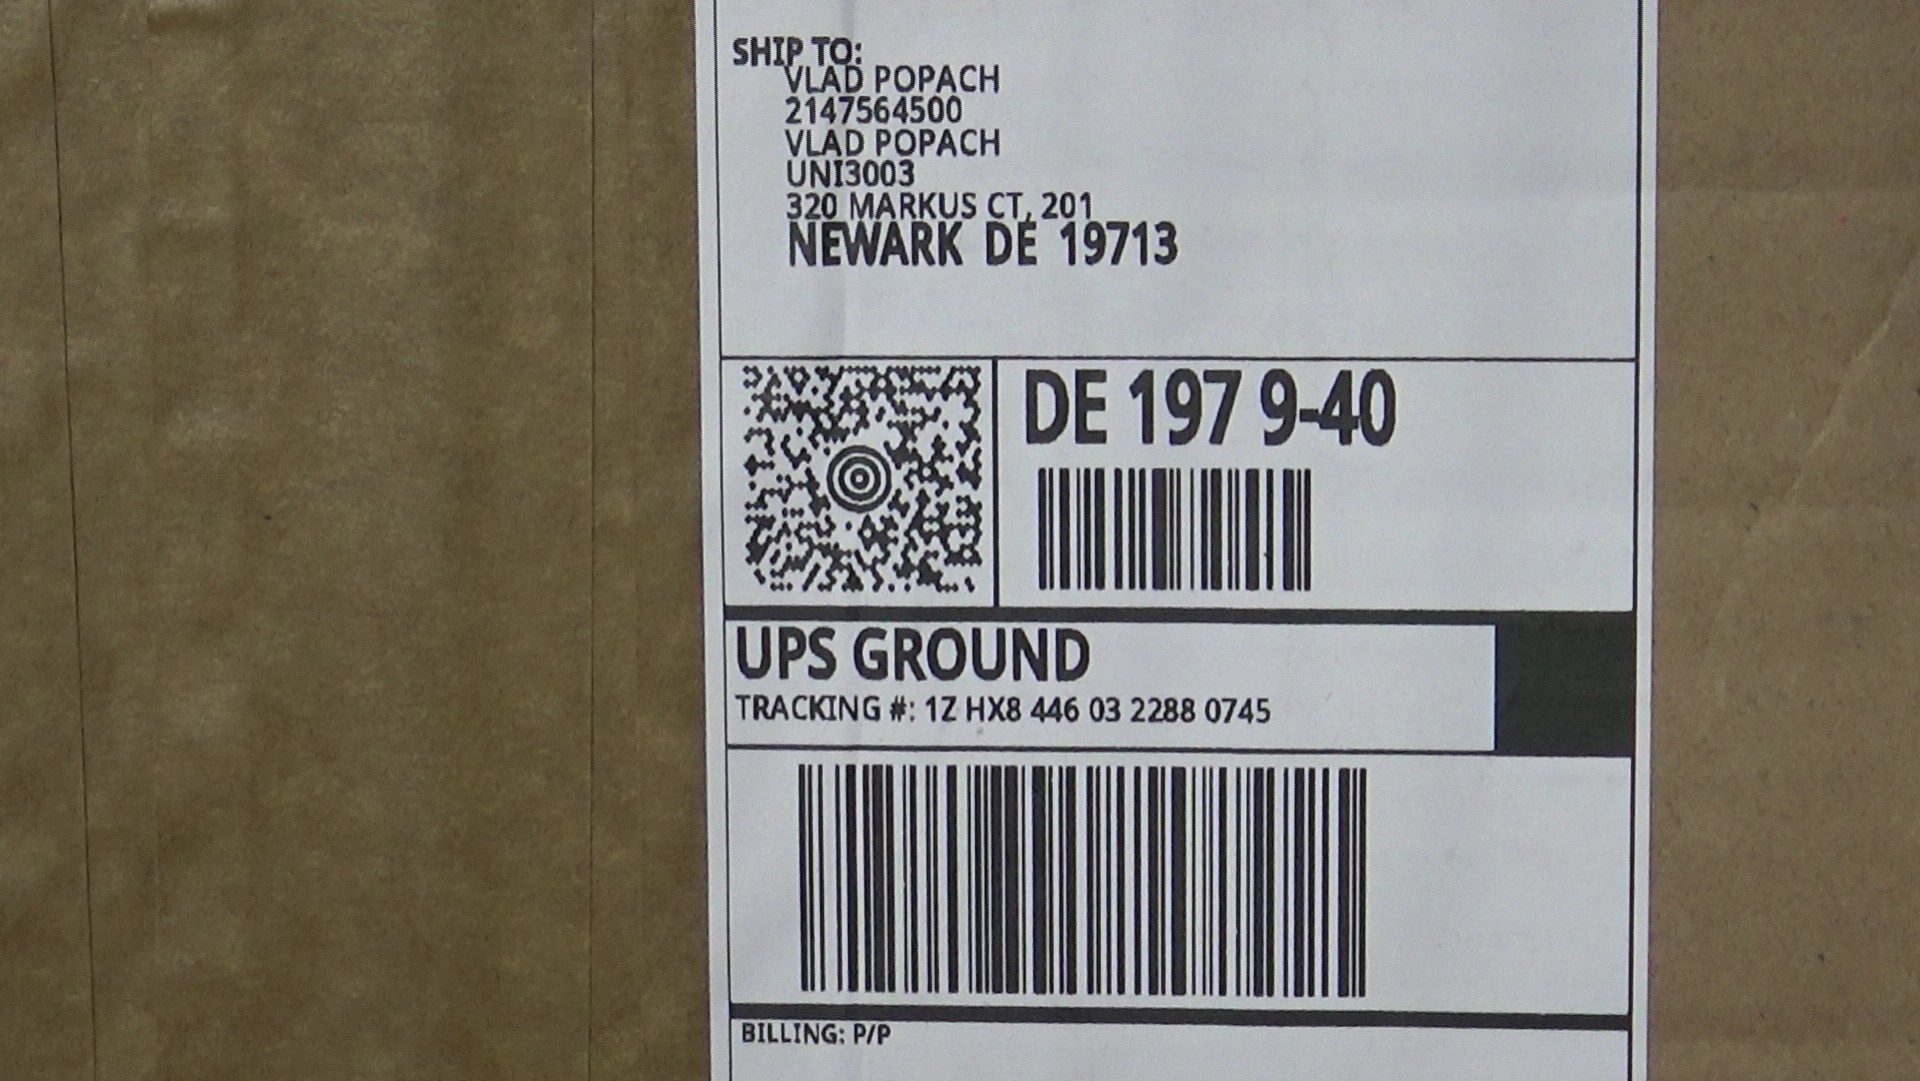 SHIP TO:
VLAD POPACH
2147564500
VLAD POPACH
UNI3003
320 MARKUS CT, 201
NEWARK DE 19713
DE 197 9-40
UPS GROUND
TRACKING #: 1Z HX8 446 03 2288 0745
BILLING: P/P